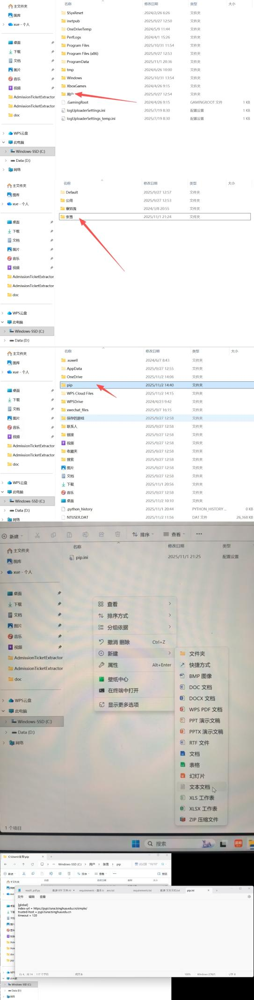 名称 修改日期 类型 大小
主文件夹
图库
xue - 个人
桌面
下载
文档
图片
音乐
视频
AdmissionTicketExtractor
AdmissionTicketExtractor
doc
WPS云盘
此电脑
Windows-SSD (C:)
Data (D:)
网络
$SysReset 2024/2/26 6:26 文件夹
inetpub 2025/9/27 12:50 文件夹
OneDriveTemp 2024/5/9 11:44 文件夹
PerfLogs 2024/4/1 15:26 文件夹
Program Files 2025/10/31 11:54 文件夹
Program Files (x86) 2025/9/27 12:53 文件夹
ProgramData 2025/11/1 20:36 文件夹
tmp 2024/6/26 10:00 文件夹
Windows 2025/10/31 13:54 文件夹
XboxGames 2024/4/26 9:15 文件夹
用户 2025/9/27 12:54 文件夹
.GamingRoot 2024/4/26 9:15 GAMINGROOT 文件 1 KB
logUploaderSettings.ini 2025/7/19 8:30 配置设置 1 KB
logUploaderSettings_temp.ini 2025/7/19 8:30 配置设置 1 KB
名称 修改日期 类型 大小
主文件夹
图库
xue - 个人
桌面
下载
文档
图片
音乐
视频
AdmissionTicketExtractor
AdmissionTicketExtractor
doc
WPS云盘
此电脑
Windows-SSD (C:)
Data (D:)
Default 2025/9/27 12:57 文件夹
公用 2025/9/27 12:53 文件夹
2024/3/8 20:55 文件夹
张雪 2025/11/1 21:24 文件夹
名称 修改日期 类型 大小
主文件夹
图库
xue - 个人
桌面
下载
文档
图片
音乐
视频
AdmissionTicketExtractor
AdmissionTicketExtractor
doc
WPS云盘
此电脑
Windows-SSD (C:)
Data (D:)
网络
.suwell 2024/6/7 8:43 文件夹
AppData 2025/9/27 12:55 文件夹
OneDrive 2025/11/2 14:06 文件夹
pip 2025/11/2 14:40 文件夹
WPS Cloud Files 2025/11/2 14:15 文件夹
WPSDrive 2024/4/23 9:42 文件夹
xwechat_files 2025/9/7 16:15 文件夹
保存的游戏 2025/9/27 12:58 文件夹
联系人 2025/9/27 12:58 文件夹
链接 2025/9/27 12:58 文件夹
视频 2025/9/27 12:58 文件夹
收藏夹 2025/9/27 12:58 文件夹
搜索 2025/9/27 12:58 文件夹
图片 2025/9/27 12:58 文件夹
文档 2025/9/27 12:58 文件夹
下载 2025/11/1 20:56 文件夹
音乐 2025/9/27 12:58 文件夹
桌面 2025/11/2 10:10 文件夹
.python_history 2025/11/1 20:44 PYTHON_HISTORY ... 0 KB
NTUSER.DAT 2025/11/2 11:56 DAT 文件 26,368 KB
新建 排序 查看 ...
名称 修改日期 类型
pip.ini 2025/11/1 21:25 配置设置
主文件夹
图库
xue - 个人
桌面
下载
文档
图片
音乐
视频
AdmissionTicketExtractor
AdmissionTicketExtractor
doc
WPS云盘
此电脑
Windows-SSD (C:)
Data (D:)
网络
查看
排序方式
分组依据
撤消 删除 Ctrl+Z
新建
属性 Alt+Enter
壁纸中心
在终端中打开
显示更多选项
文件夹
快捷方式
BMP 图像
DOC 文档
DOCX 文档
WPS PDF 文档
PPT 演示文稿
PPTX 演示文稿
RTF 文件
文档
表格
幻灯片
文本文档
XLS 工作表
XLSX 工作表
ZIP 压缩文件
1 个项目
搜索
C:\Users\张雪\pip
Windows-SSD (C:) 用户 张雪 pip
新建 排序 查看 ... 预览
名称 修改日期 类型 大小
read1_pdf.py 新建 RTF 文件.rtf requirements - 副本.txt .env.txt requirements.txt 新建 文本文档.txt pip.ini
文件 编辑 查看
[global]
index-url = https://pypi.tuna.tsinghua.edu.cn/simple/
trusted-host = pypi.tuna.tsinghua.edu.cn
timeout = 120
行 4，列 14 117 个字符 纯文本 100% Windows (CRLF) UTF-8
Windows-SSD (C:)
Data (D:)
网络